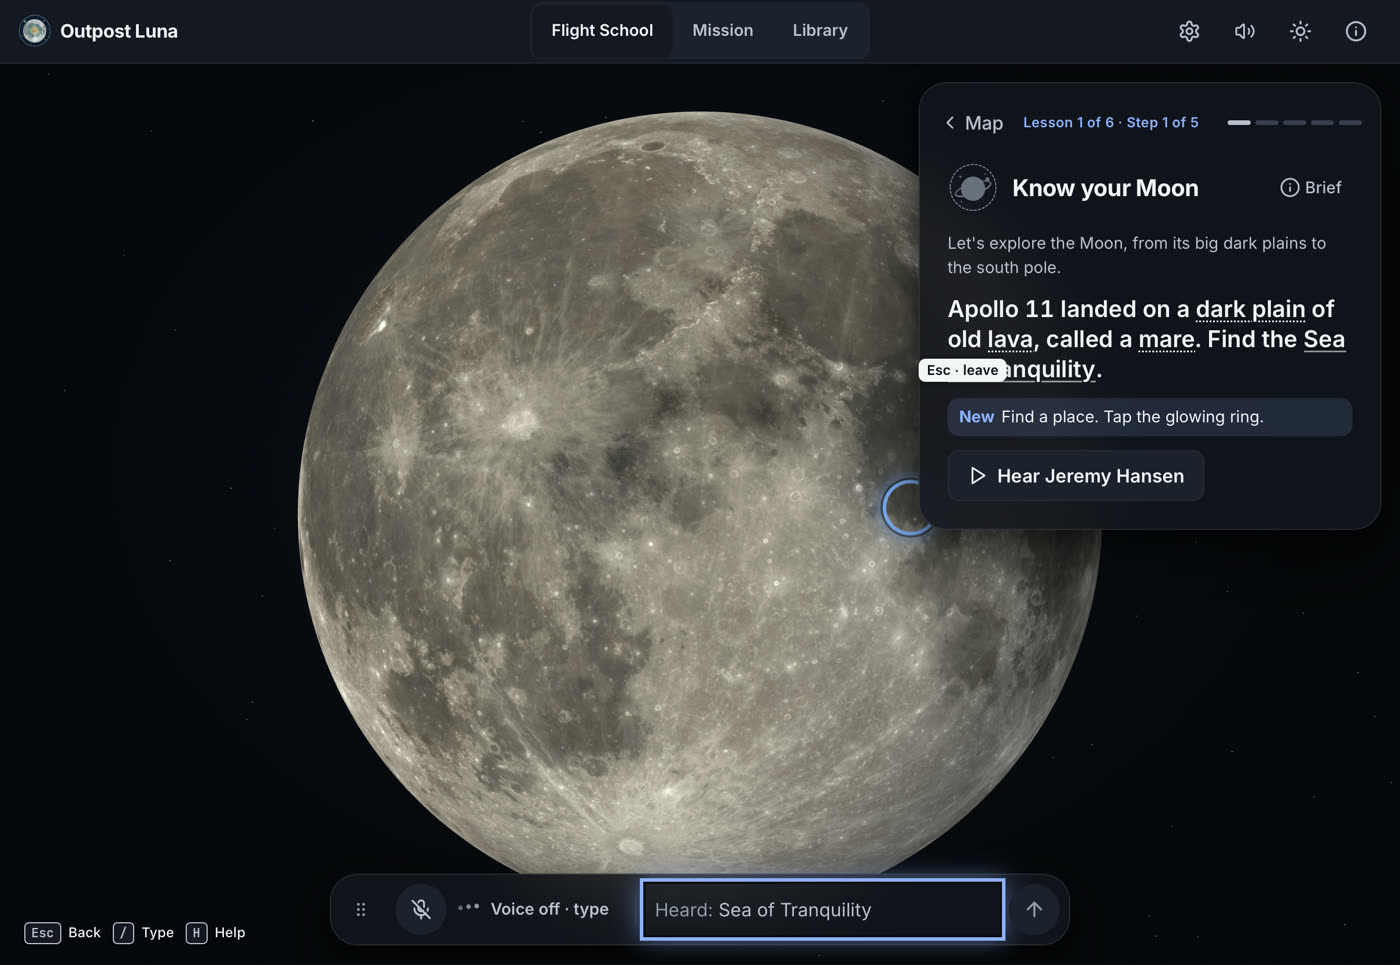 Outpost Luna
Flight School
Mission
Library
Map
Lesson 1 of 6 · Step 1 of 5
Know your Moon
Brief
Let's explore the Moon, from its big dark plains to
the south pole.
Apollo 11 landed on a dark plain of
old lava, called a mare. Find the Sea
Esc · leave
anquility.
New Find a place. Tap the glowing ring.
Hear Jeremy Hansen
Voice off · type
Heard: Sea of Tranquility
Esc Back / Type H Help